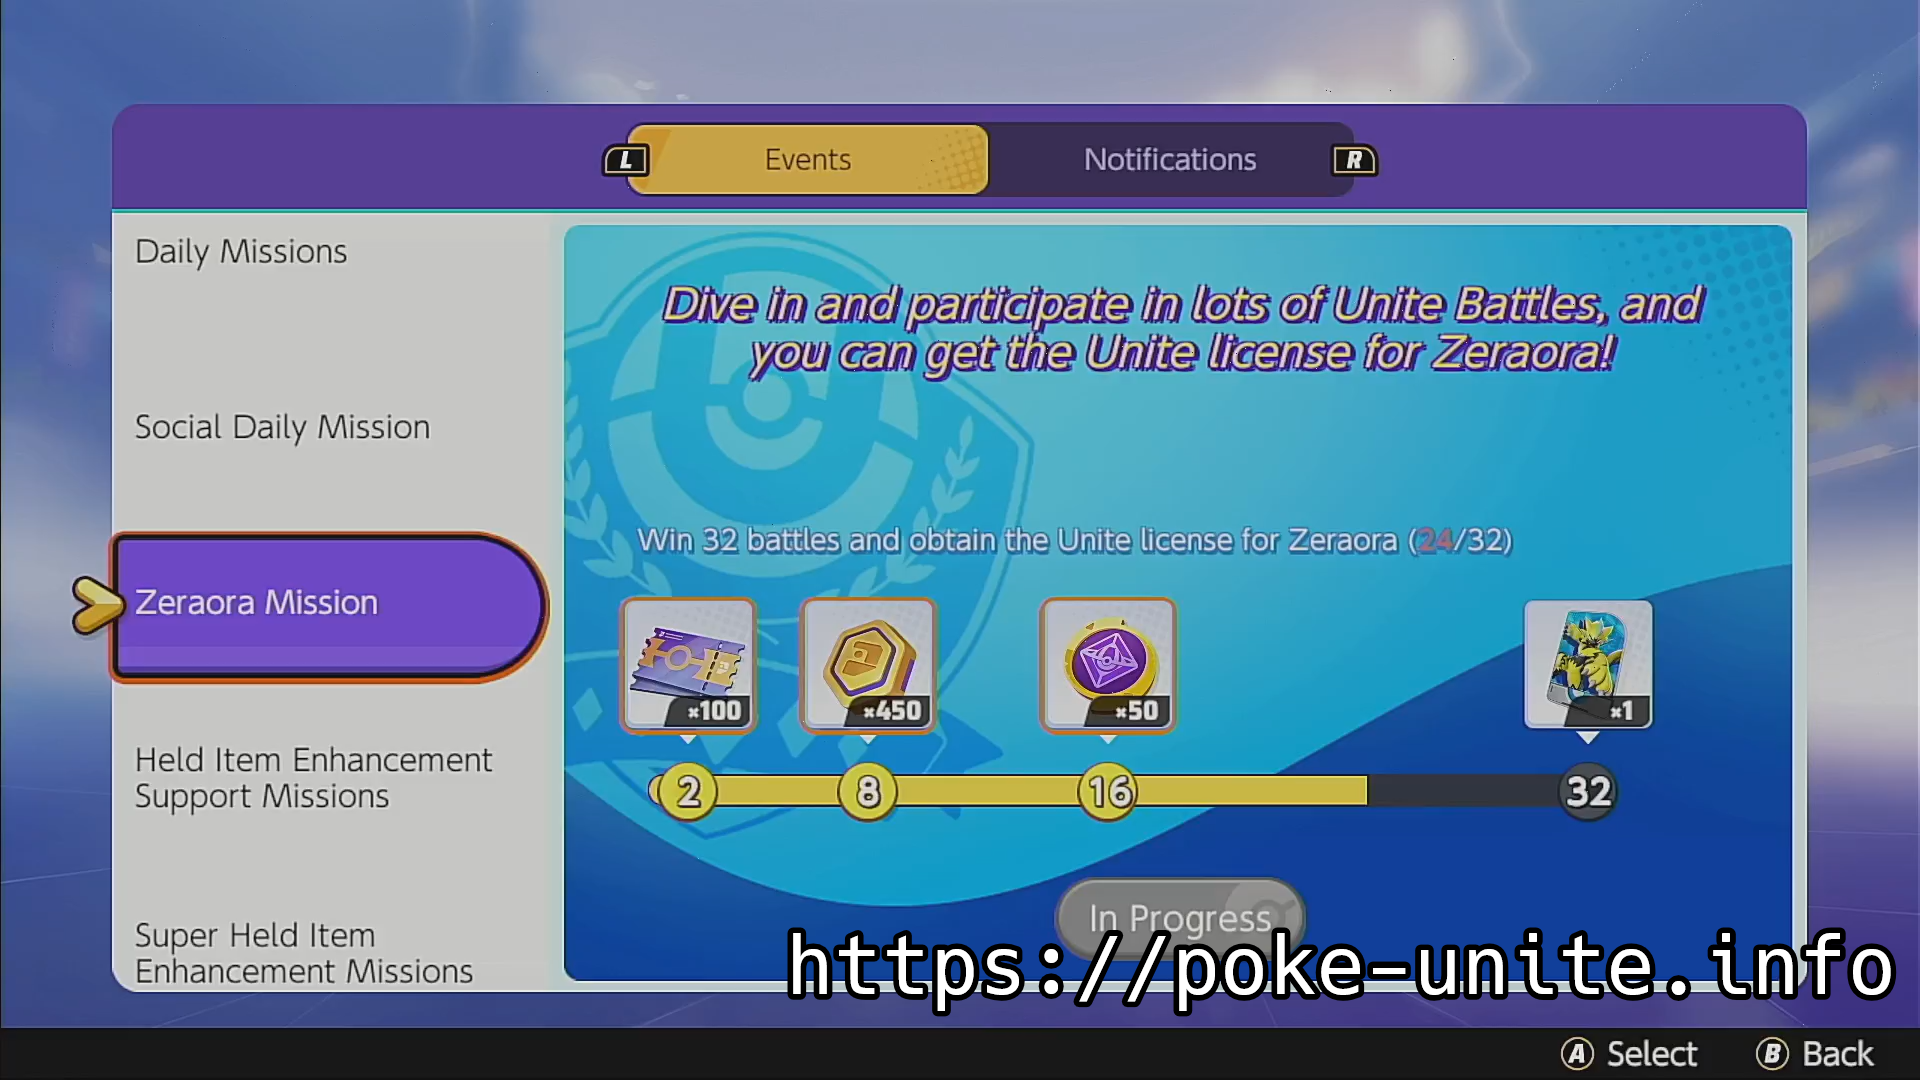 L
Events
Notifications
R
Daily Missions
Social Daily Mission
Zeraora Mission
Held Item Enhancement
Support Missions
Super Held Item
Enhancement Missions
Dive in and participate in lots of Unite Battles, and
you can get the Unite license for Zeraora!
Win 32 battles and obtain the Unite license for Zeraora (24/32)
×100
×450
×50
×1
2
8
16
32
In Progress
https://poke-unite.info
A Select
B Back